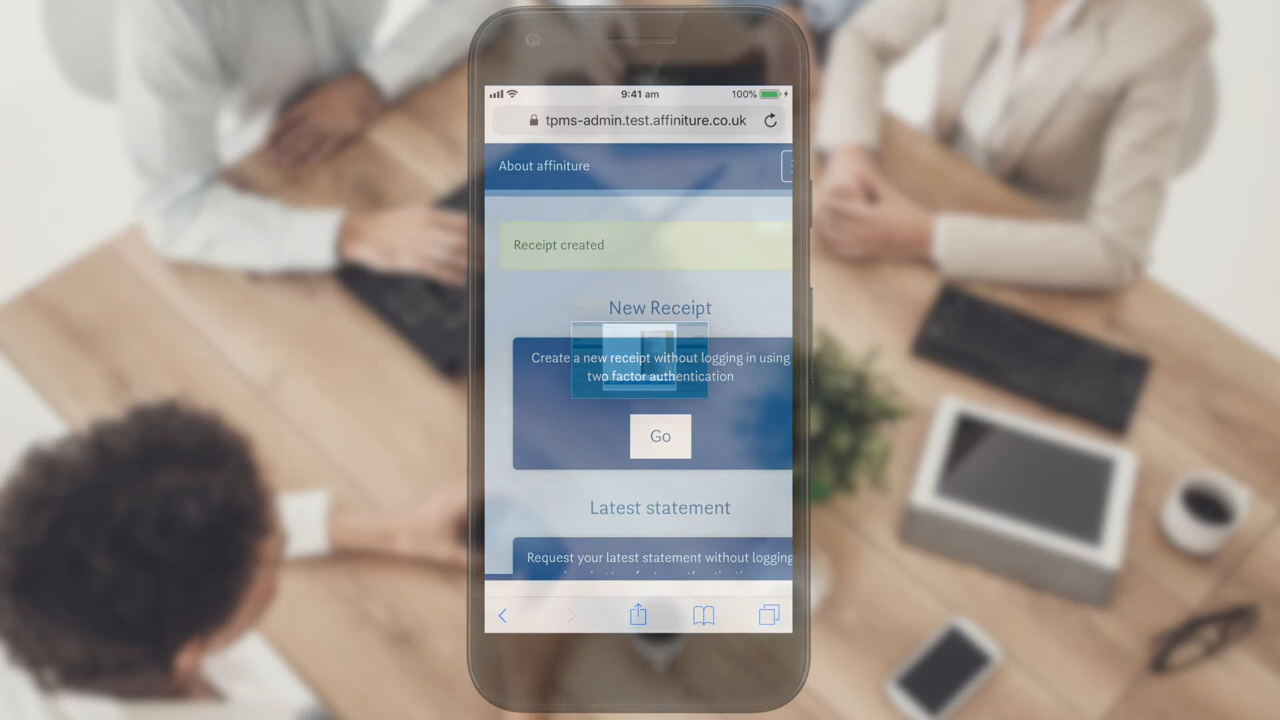 9:41 am
100%
tpms-admin.test.affiniture.co.uk
About affiniture
Receipt created
New Receipt
Create a new receipt without logging in using
two factor authentication
Go
Latest statement
Request your latest statement without logging